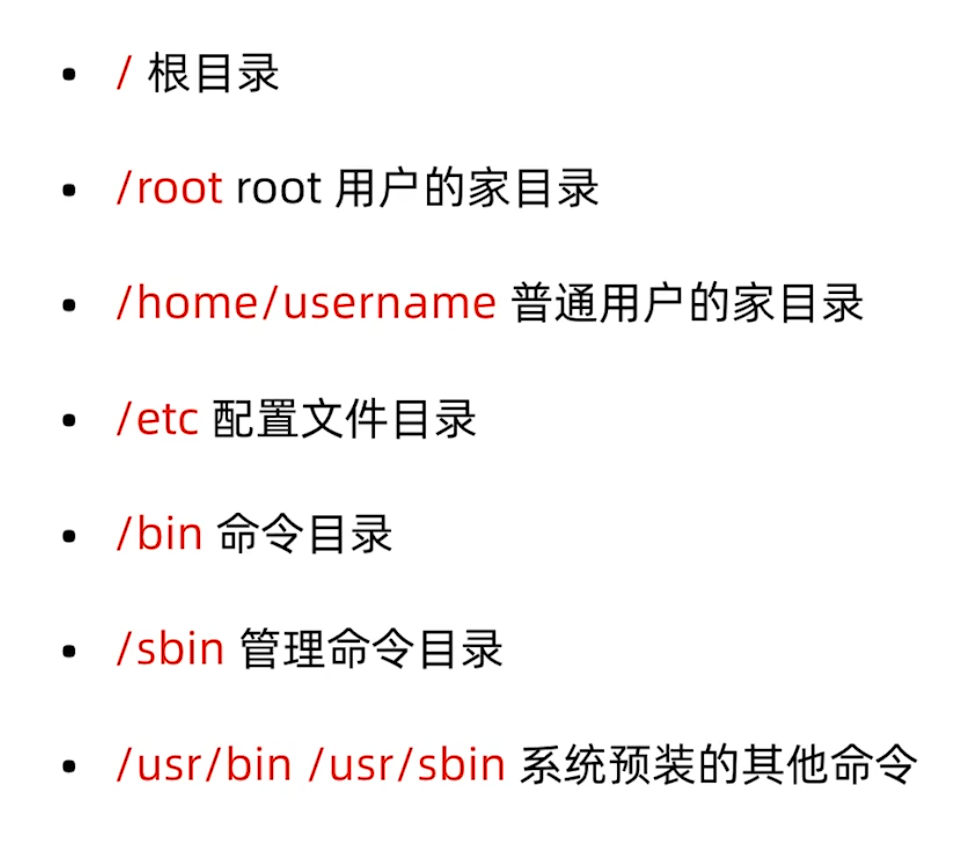 • / 根目录
• /root root 用户的家目录
• /home/username 普通用户的家目录
• /etc 配置文件目录
• /bin 命令目录
• /sbin 管理命令目录
• /usr/bin /usr/sbin 系统预装的其他命令